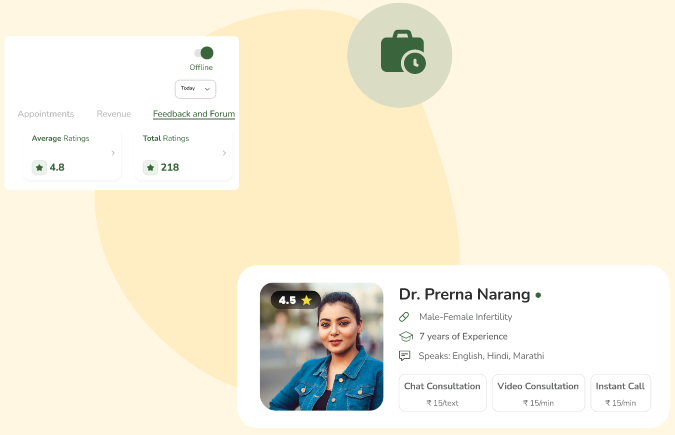 Offline
Today
Appointments Revenue Feedback and Forum
Average Ratings Total Ratings
4.8 218
4.5
Dr. Prerna Narang
Male-Female Infertility
7 years of Experience
Speaks: English, Hindi, Marathi
Chat Consultation Video Consultation Instant Call
₹ 15/text ₹ 15/min ₹ 15/min